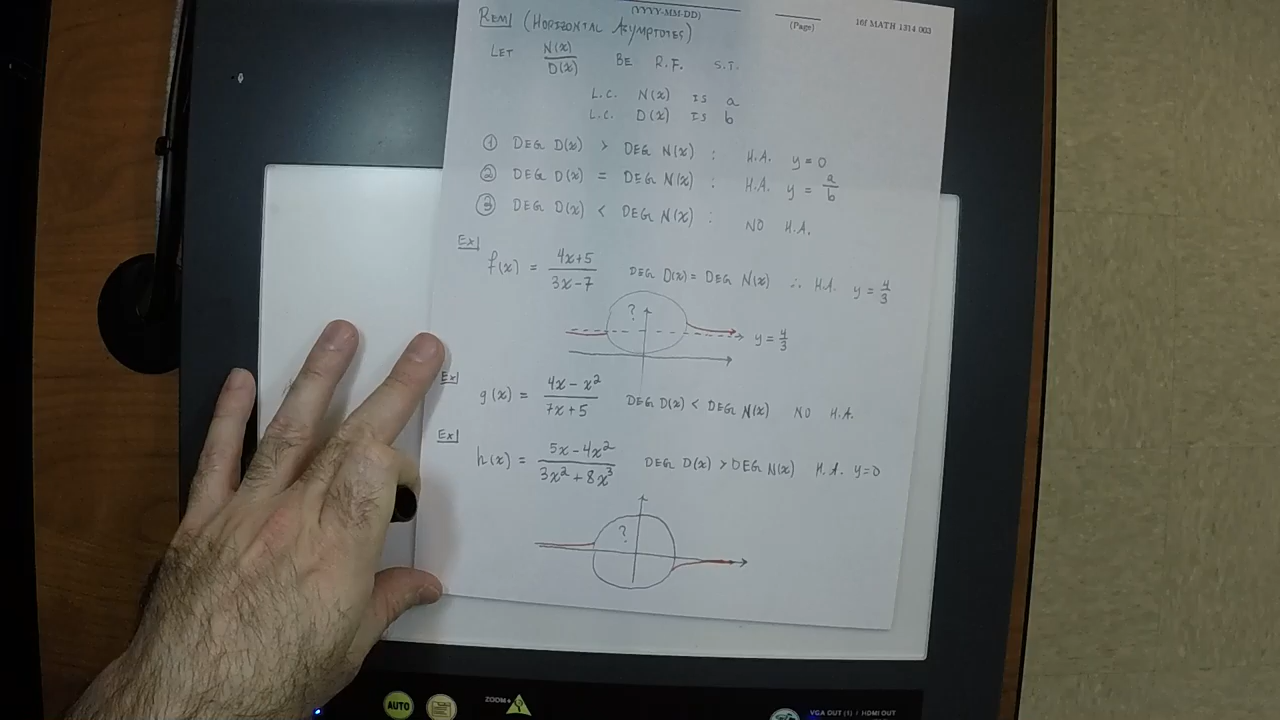 (YYYY-MM-DD)
(Page)
16f MATH 1314 003
REM (HORIZONTAL ASYMPTOTES)
LET N(x)/D(x) BE R.F. S.T.
L.C. N(x) IS a
L.C. D(x) IS b
① DEG D(x) > DEG N(x) : H.A. y = 0
② DEG D(x) = DEG N(x) : H.A. y = a/b
③ DEG D(x) < DEG N(x) : NO H.A.
Ex
f(x) = (4x+5)/(3x-7) DEG D(x) = DEG N(x) ∴ H.A. y = 4/3
?
y = 4/3
Ex
g(x) = (4x - x²)/(7x+5) DEG D(x) < DEG N(x) NO H.A.
Ex
h(x) = (5x - 4x²)/(3x² + 8x³) DEG D(x) > DEG N(x) H.A. y=0
?
AUTO
ZOOM+
VGA OUT (1) / HDMI OUT